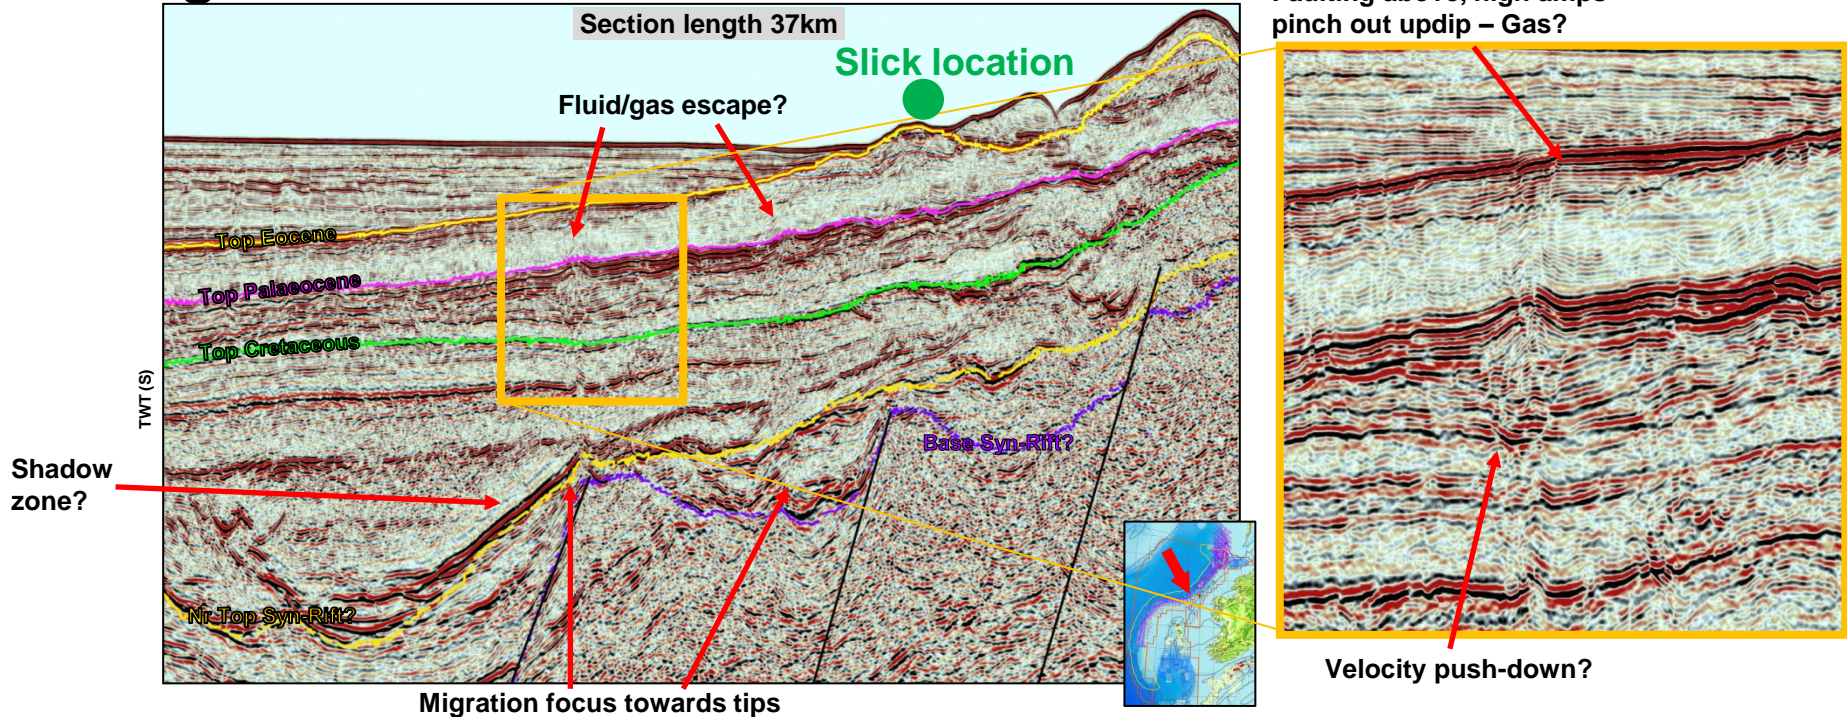 Section length 37km
pinch out updip – Gas?
Slick location
Fluid/gas escape?
Top Eocene
Top Palaeocene
Top Cretaceous
TWT (S)
Base Syn-Rift?
Shadow
zone?
Nr Top Syn-Rift?
Velocity push-down?
Migration focus towards tips